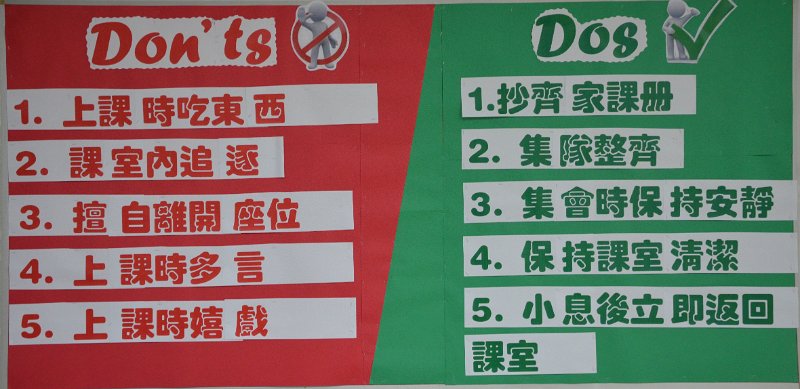 Don'ts
1. 上課時吃東西
2. 課室內追逐
3. 擅自離開座位
4. 上課時多言
5. 上課時嬉戲
Dos
1.抄齊家課册
2. 集隊整齊
3. 集會時保持安靜
4. 保持課室清潔
5. 小息後立即返回
課室